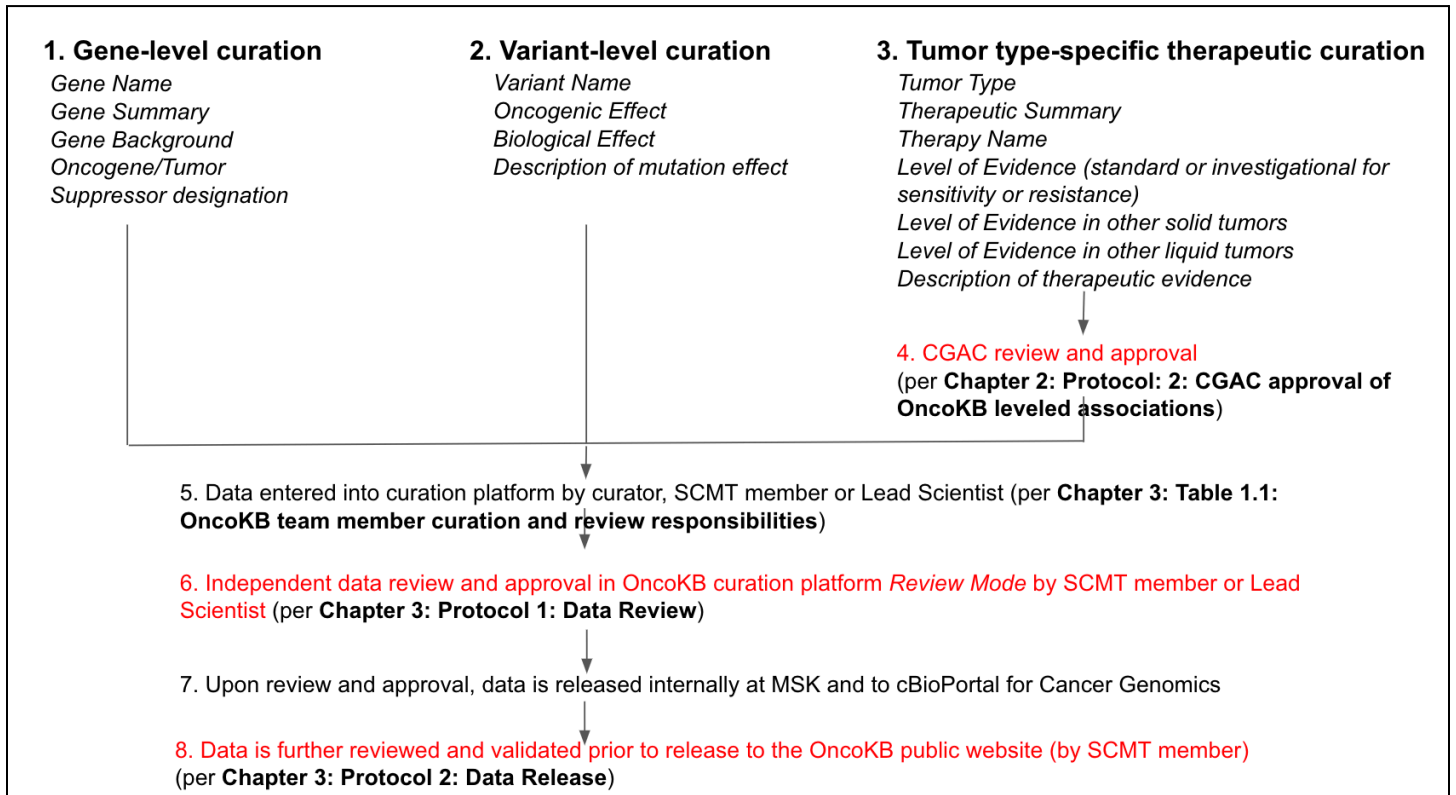 1. Gene-level curation
Gene Name
Gene Summary
Gene Background
Oncogene/Tumor
Suppressor designation
2. Variant-level curation
Variant Name
Oncogenic Effect
Biological Effect
Description of mutation effect
3. Tumor type-specific therapeutic curation
Tumor Type
Therapeutic Summary
Therapy Name
Level of Evidence (standard or investigational for
sensitivity or resistance)
Level of Evidence in other solid tumors
Level of Evidence in other liquid tumors
Description of therapeutic evidence
4. CGAC review and approval
(per Chapter 2: Protocol: 2: CGAC approval of
OncoKB leveled associations)
5. Data entered into curation platform by curator, SCMT member or Lead Scientist (per Chapter 3: Table 1.1:
OncoKB team member curation and review responsibilities)
6. Independent data review and approval in OncoKB curation platform Review Mode by SCMT member or Lead
Scientist (per Chapter 3: Protocol 1: Data Review)
7. Upon review and approval, data is released internally at MSK and to cBioPortal for Cancer Genomics
8. Data is further reviewed and validated prior to release to the OncoKB public website (by SCMT member)
(per Chapter 3: Protocol 2: Data Release)